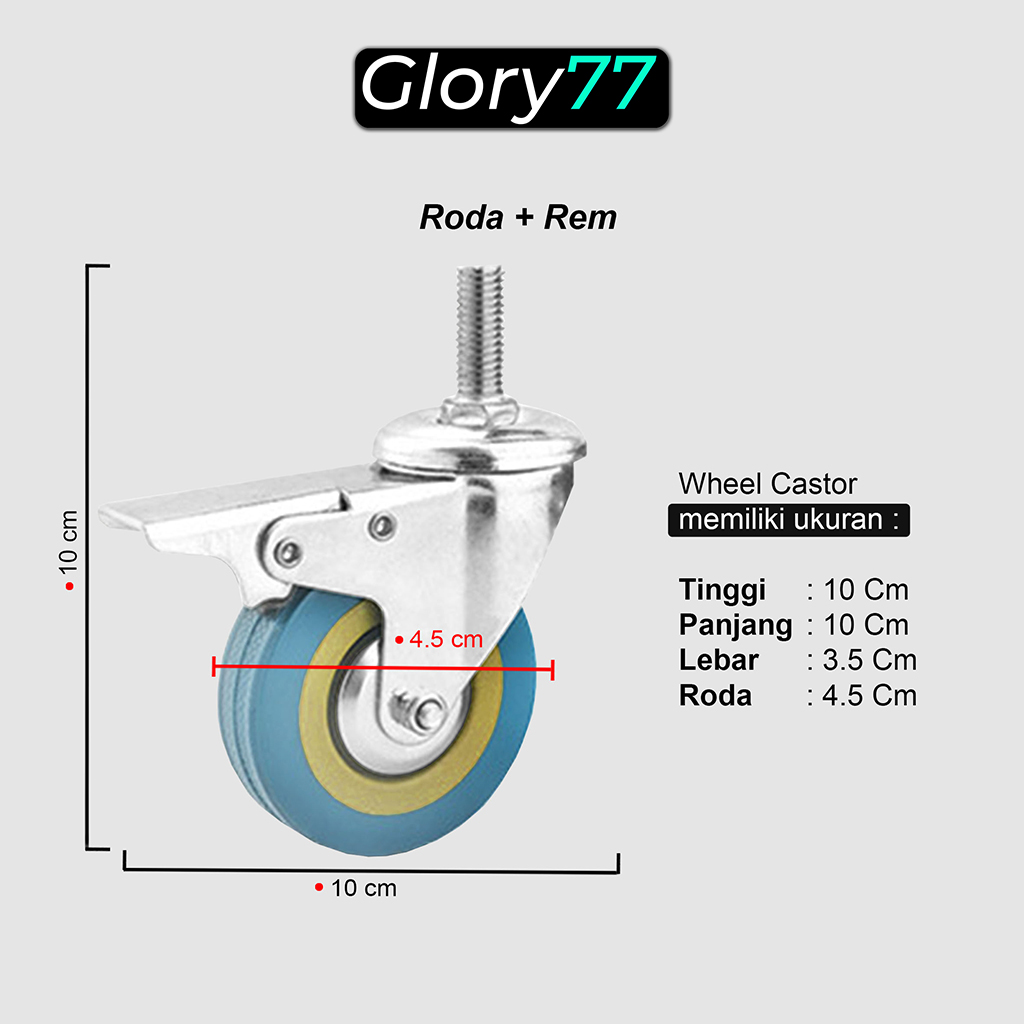 Glory77
Roda + Rem
10 cm
4.5 cm
Wheel Castor
memiliki ukuran :
Tinggi : 10 Cm
Panjang : 10 Cm
Lebar : 3.5 Cm
Roda : 4.5 Cm
10 cm